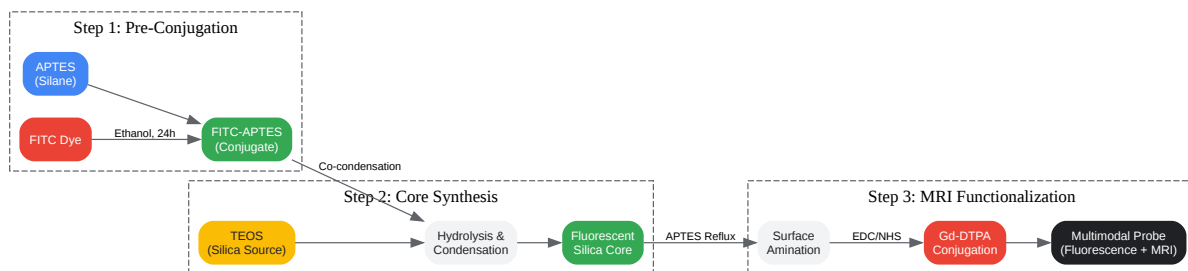 Step 1: Pre-Conjugation
APTES
(Silane)
FITC Dye
Ethanol, 24h
FITC-APTES
(Conjugate)
Co-condensation
Step 2: Core Synthesis
TEOS
(Silica Source)
Hydrolysis &
Condensation
Fluorescent
Silica Core
APTES Reflux
Step 3: MRI Functionalization
Surface
Amination
EDC/NHS
Gd-DTPA
Conjugation
Multimodal Probe
(Fluorescence + MRI)